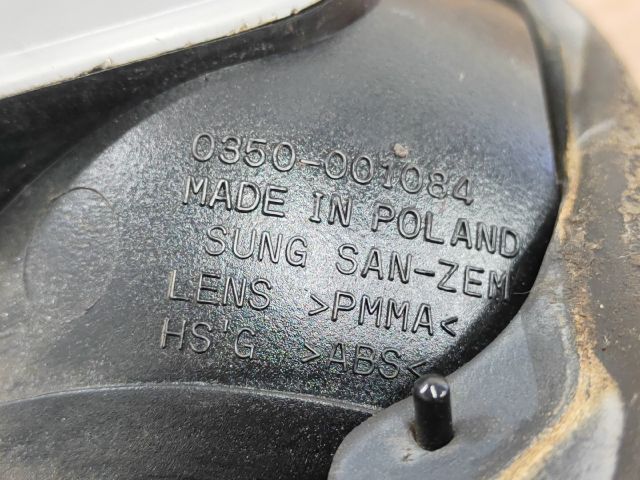 0350-001084
MADE IN POLAND
SUNG SAN-ZEM
LENS >PMMA<
HS'G >ABS<